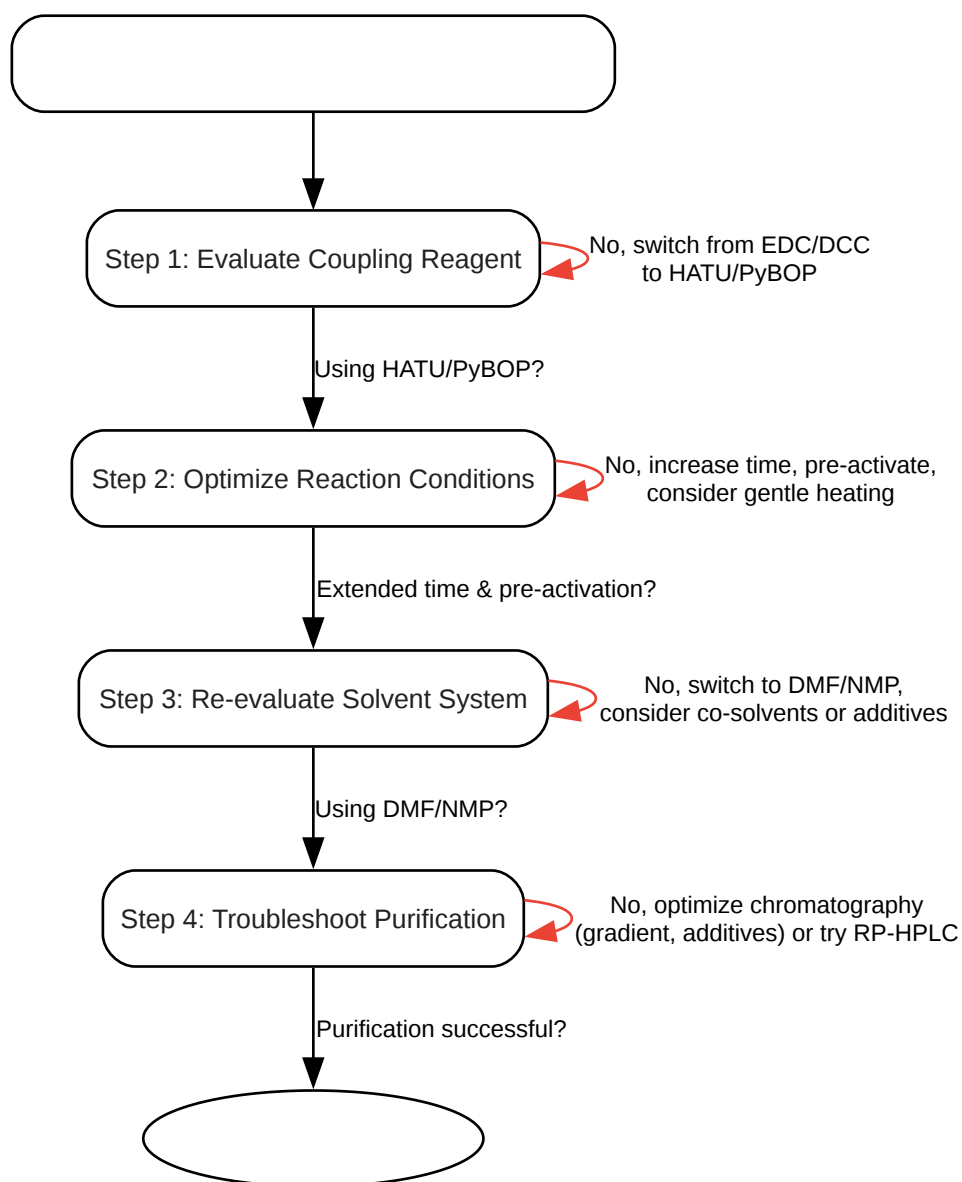 Step 1: Evaluate Coupling Reagent
No, switch from EDC/DCC
to HATU/PyBOP
Using HATU/PyBOP?
Step 2: Optimize Reaction Conditions
No, increase time, pre-activate,
consider gentle heating
Extended time & pre-activation?
Step 3: Re-evaluate Solvent System
No, switch to DMF/NMP,
consider co-solvents or additives
Using DMF/NMP?
Step 4: Troubleshoot Purification
No, optimize chromatography
(gradient, additives) or try RP-HPLC
Purification successful?